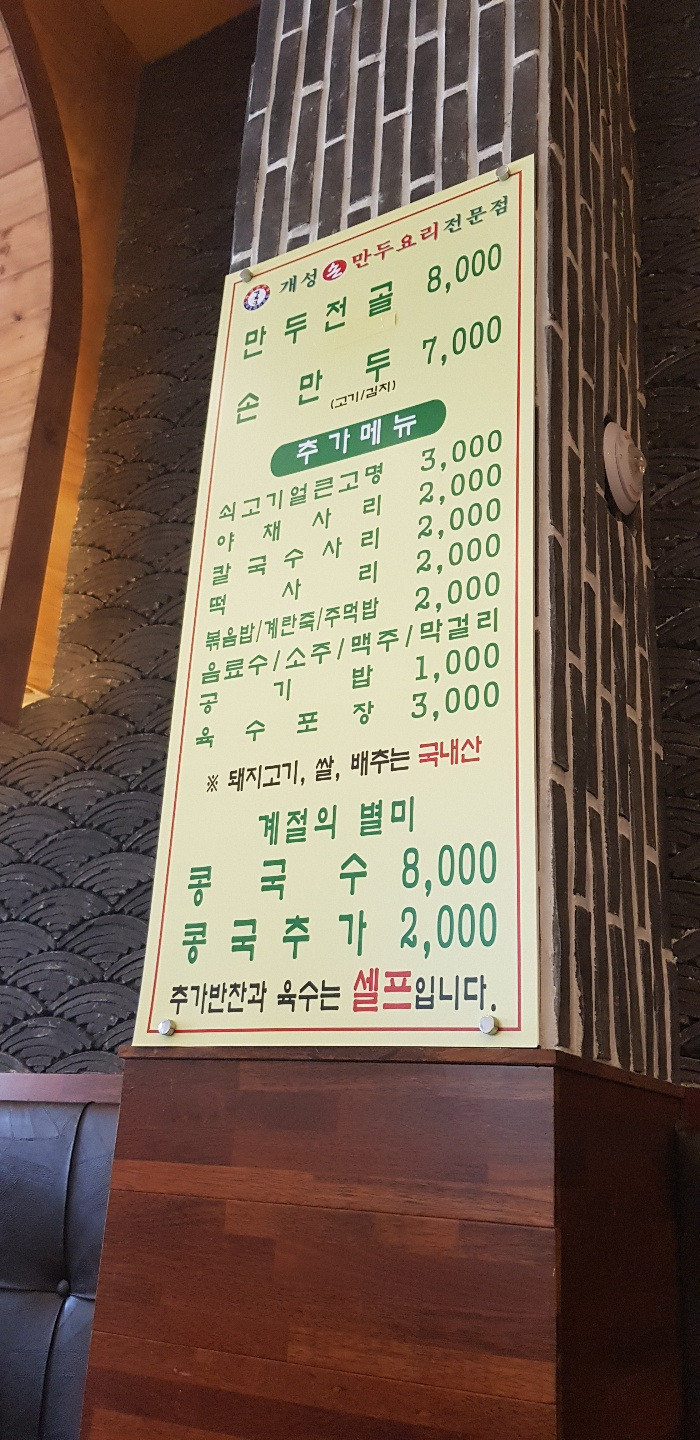 개성손만두요리전문점
만두전골 8,000
손만두 7,000
(고기/김치)
추가메뉴
쇠고기얼큰고명 3,000
야채사리 2,000
칼국수사리 2,000
떡사리 2,000
볶음밥/계란죽/주먹밥 2,000
음료수/소주/맥주/막걸리
공기밥 1,000
육수포장 3,000
※ 돼지고기, 쌀, 배추는 국내산
계절의 별미
콩국수 8,000
콩국추가 2,000
추가반찬과 육수는 셀프입니다.